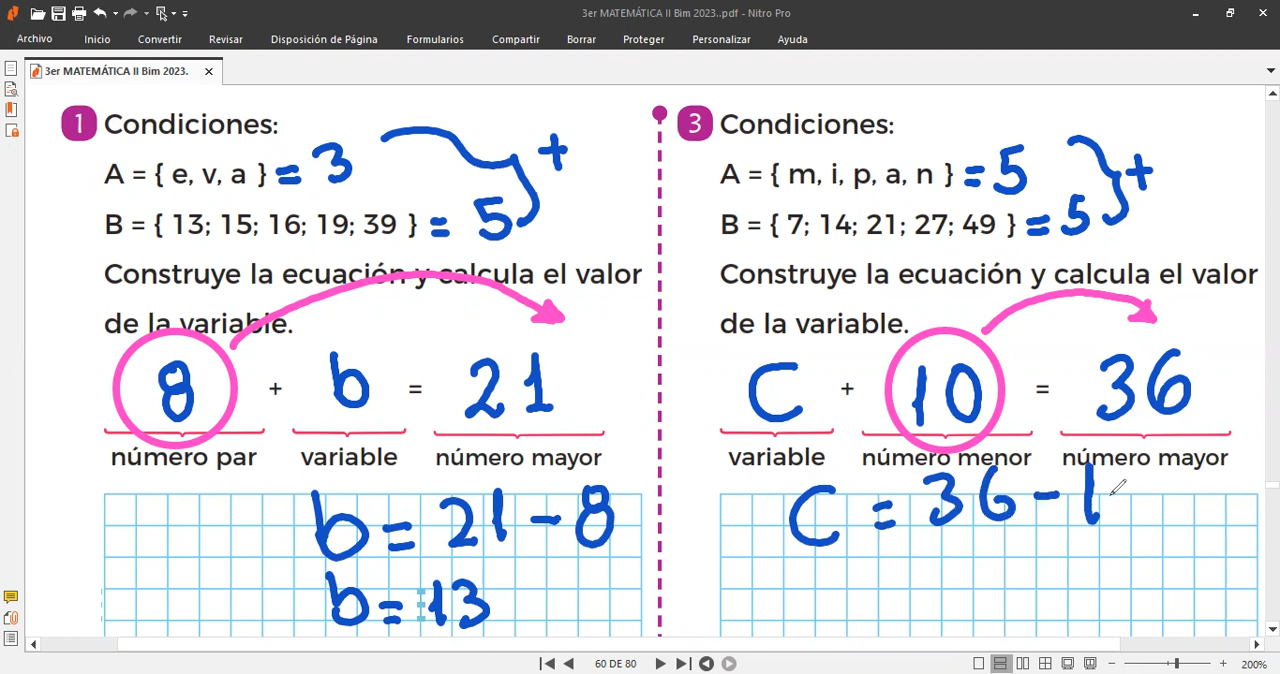 3er MATEMÁTICA II Bim 2023..pdf - Nitro Pro
Archivo Inicio Convertir Revisar Disposición de Página Formularios Compartir Borrar Proteger Personalizar Ayuda
3er MATEMÁTICA II Bim 2023. ×
1 Condiciones:
A = { e, v, a } = 3
+
B = { 13; 15; 16; 19; 39 } = 5
Construye la ecuación y calcula el valor
de la variable.
8 + b = 21
número par variable número mayor
b = 21 - 8
b = 13
3 Condiciones:
A = { m, i, p, a, n } = 5
+
B = { 7; 14; 21; 27; 49 } = 5
Construye la ecuación y calcula el valor
de la variable.
C + 10 = 36
variable número menor número mayor
C = 36 - 1
60 DE 80
200%